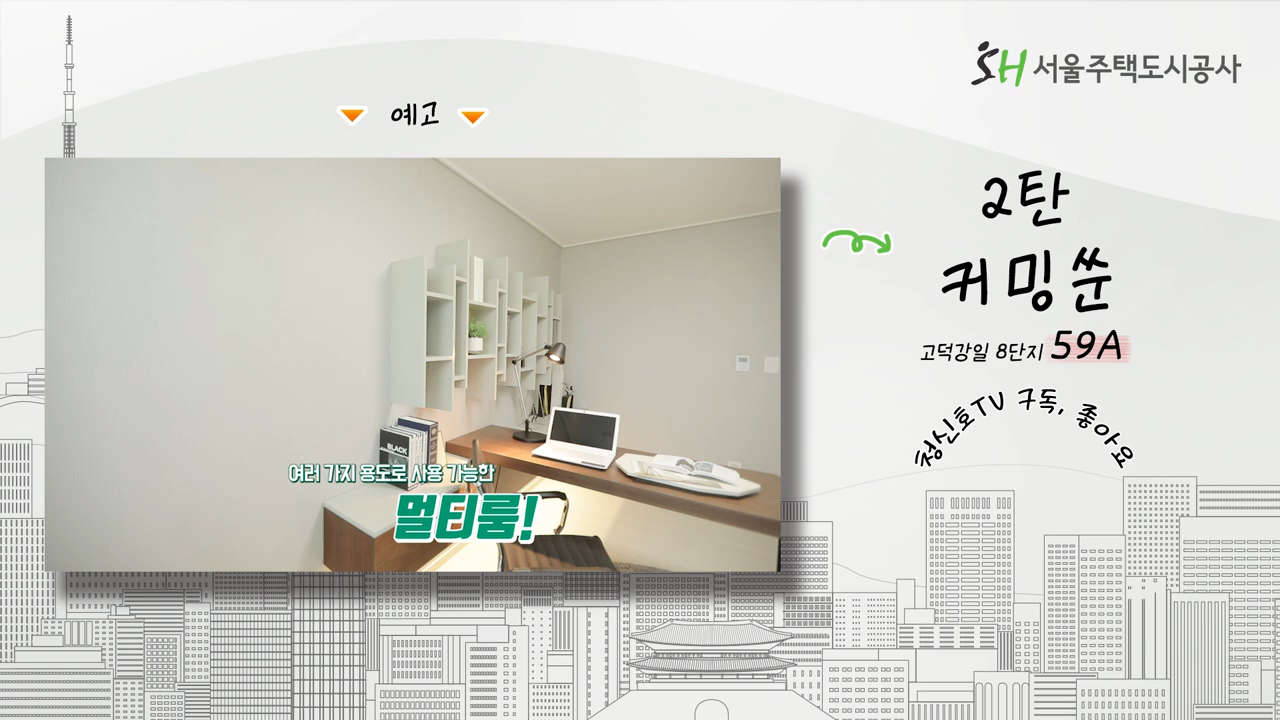 SH 서울주택도시공사
예고
2탄
커밍쑨
고덕강일 8단지 59A
청신호TV 구독, 좋아요
BLACK
여러 가지 용도로 사용 가능한
멀티룸!